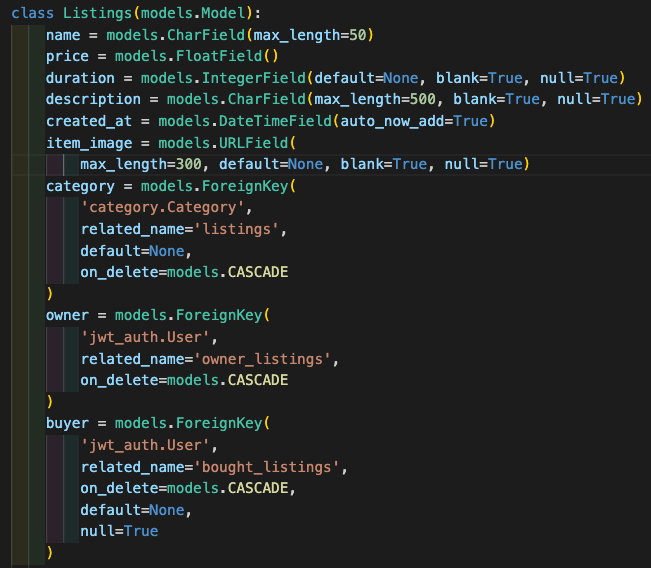 class Listings(models.Model):
    name = models.CharField(max_length=50)
    price = models.FloatField()
    duration = models.IntegerField(default=None, blank=True, null=True)
    description = models.CharField(max_length=500, blank=True, null=True)
    created_at = models.DateTimeField(auto_now_add=True)
    item_image = models.URLField(
        max_length=300, default=None, blank=True, null=True)
    category = models.ForeignKey(
        'category.Category',
        related_name='listings',
        default=None,
        on_delete=models.CASCADE
    )
    owner = models.ForeignKey(
        'jwt_auth.User',
        related_name='owner_listings',
        on_delete=models.CASCADE
    )
    buyer = models.ForeignKey(
        'jwt_auth.User',
        related_name='bought_listings',
        on_delete=models.CASCADE,
        default=None,
        null=True
    )